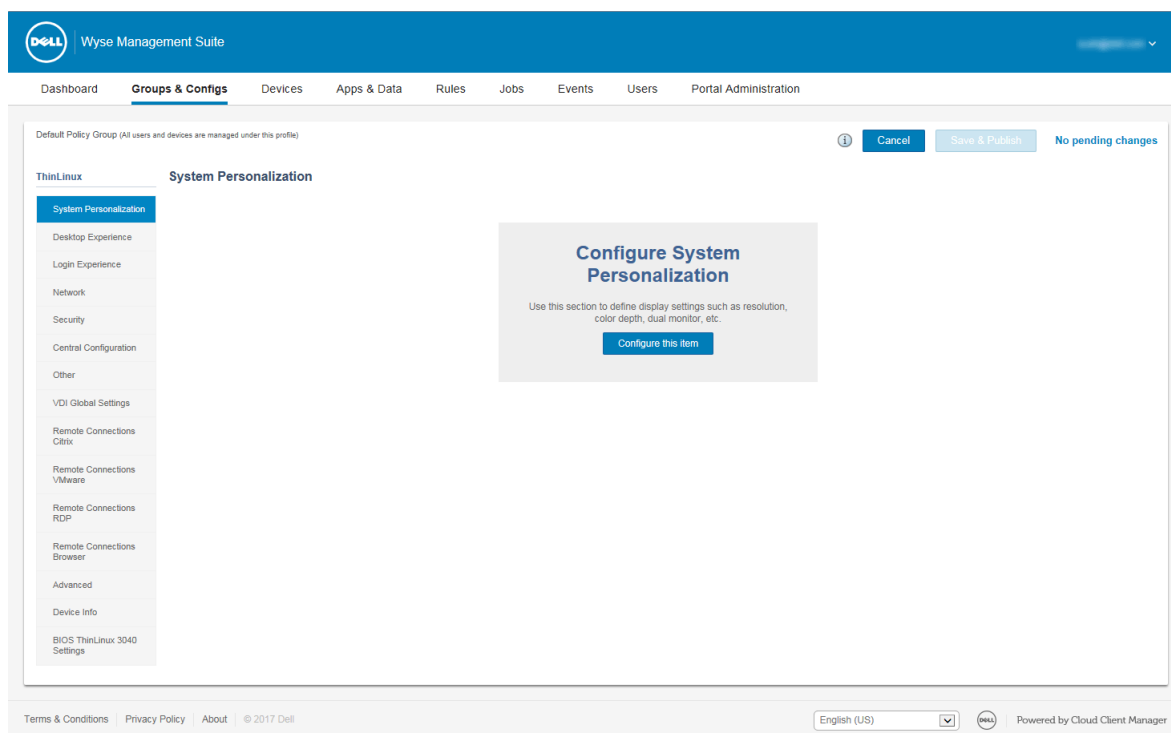 DELL Wyse Management Suite
Dashboard Groups & Configs Devices Apps & Data Rules Jobs Events Users Portal Administration
Default Policy Group (All users and devices are managed under this profile)
i Cancel Save & Publish No pending changes
ThinLinux
System Personalization
System Personalization
Desktop Experience
Login Experience
Network
Security
Central Configuration
Other
VDI Global Settings
Remote Connections
Citrix
Remote Connections
VMware
Remote Connections
RDP
Remote Connections
Browser
Advanced
Device Info
BIOS ThinLinux 3040
Settings
Configure System
Personalization
Use this section to define display settings such as resolution,
color depth, dual monitor, etc.
Configure this item
Terms & Conditions Privacy Policy About © 2017 Dell
English (US)
DELL Powered by Cloud Client Manager